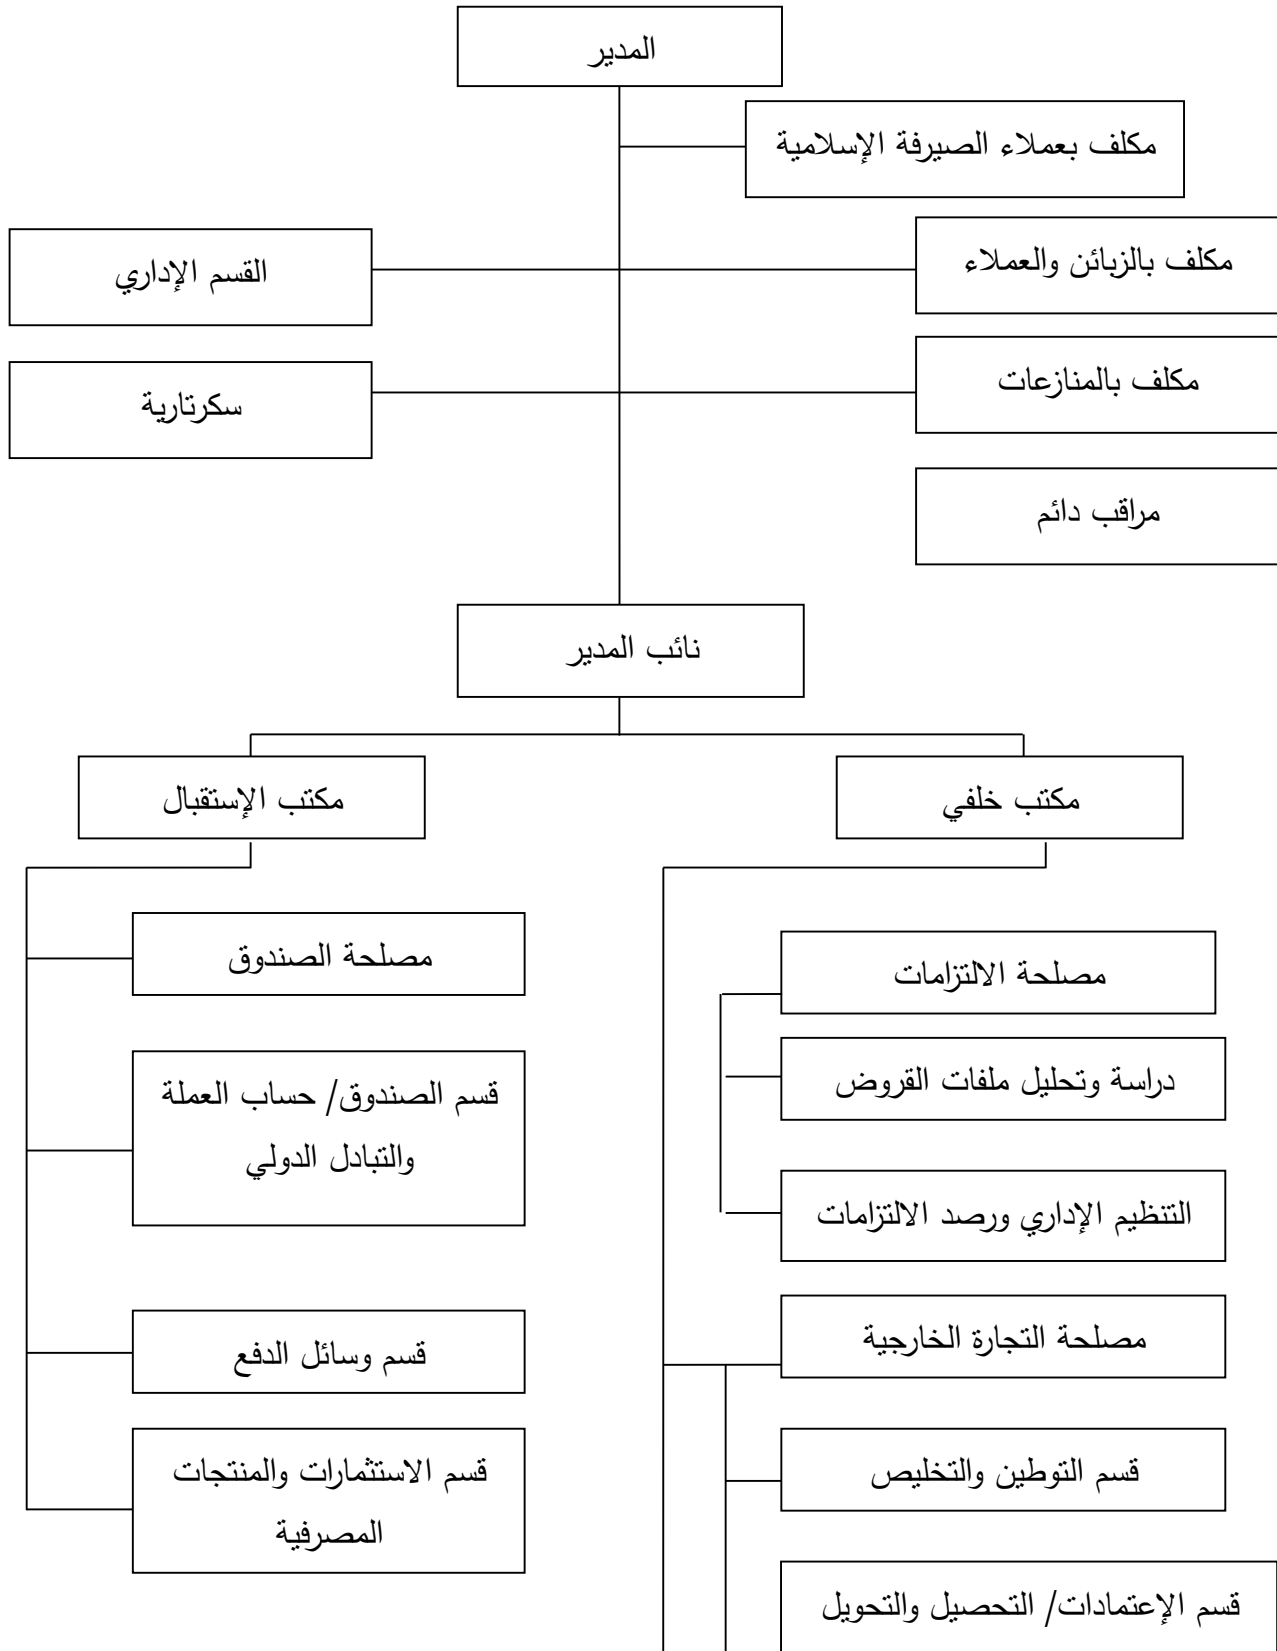 المدير
مكلف بعملاء الصيرفة الإسلامية
مكلف بالزبائن والعملاء
القسم الإداري
مكلف بالمنازعات
سكرتارية
مراقب دائم
نائب المدير
مكتب خلفي
مكتب الإستقبال
مصلحة الالتزامات
دراسة وتحليل ملفات القروض
التنظيم الإداري ورصد الالتزامات
مصلحة التجارة الخارجية
قسم التوطين والتخليص
قسم الإعتمادات/ التحصيل والتحويل
مصلحة الصندوق
قسم الصندوق/ حساب العملة
والتبادل الدولي
قسم وسائل الدفع
قسم الاستثمارات والمنتجات
المصرفية